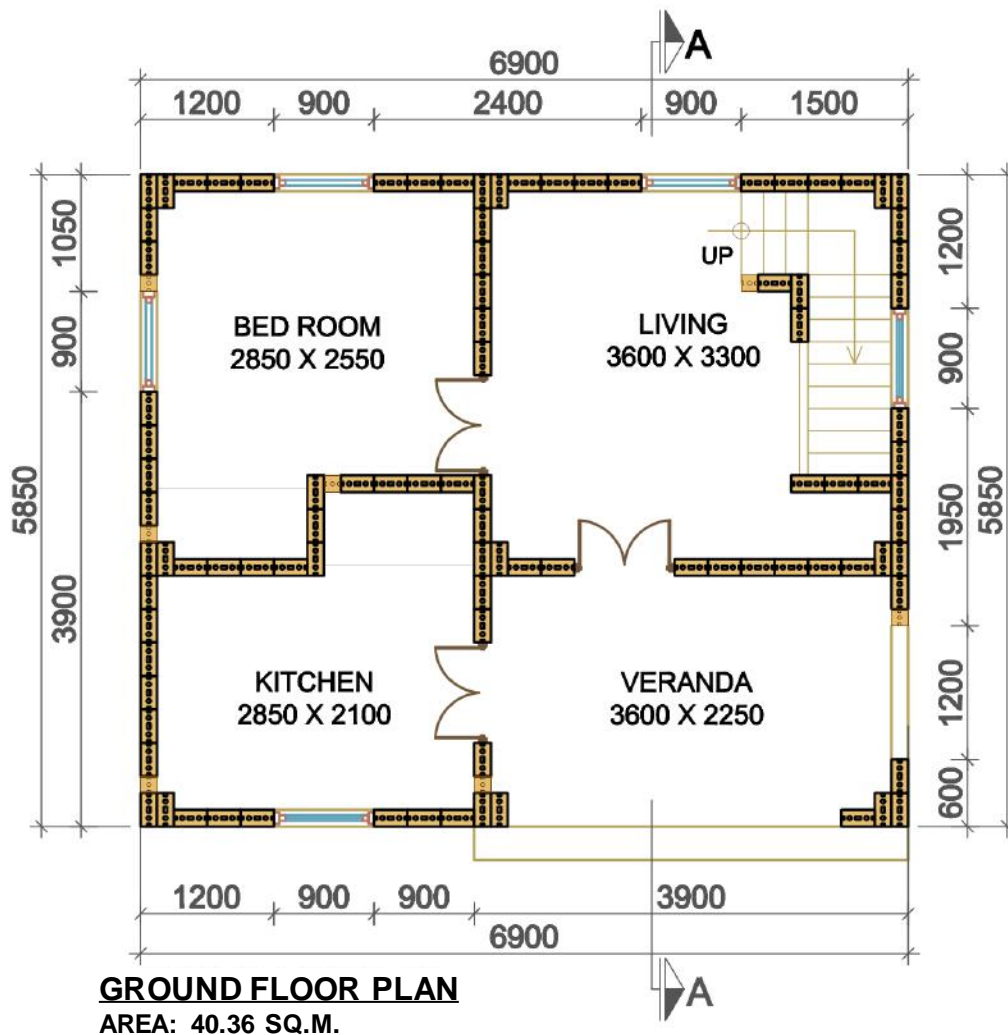 A
6900
1200 900 2400 900 1500
1050
900
3900
5850
1200
900
1950
1200
600
5850
UP
BED ROOM
2850 X 2550
LIVING
3600 X 3300
KITCHEN
2850 X 2100
VERANDA
3600 X 2250
1200 900 900 3900
6900
A
GROUND FLOOR PLAN
AREA: 40.36 SQ.M.